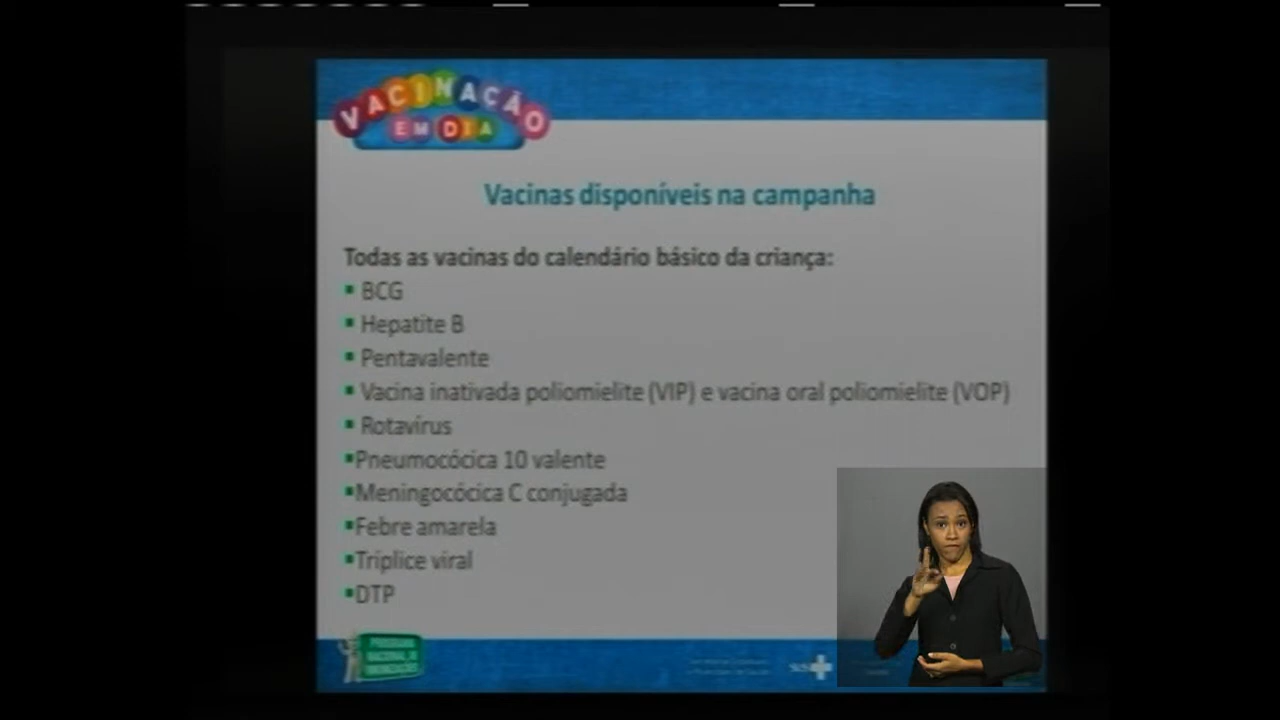 VACINAÇÃO
EM DIA
Vacinas disponíveis na campanha
Todas as vacinas do calendário básico da criança:
▪ BCG
▪ Hepatite B
▪ Pentavalente
▪ Vacina inativada poliomielite (VIP) e vacina oral poliomielite (VOP)
▪ Rotavírus
▪Pneumocócica 10 valente
▪Meningocócica C conjugada
▪Febre amarela
▪Tríplice viral
▪DTP
SUS